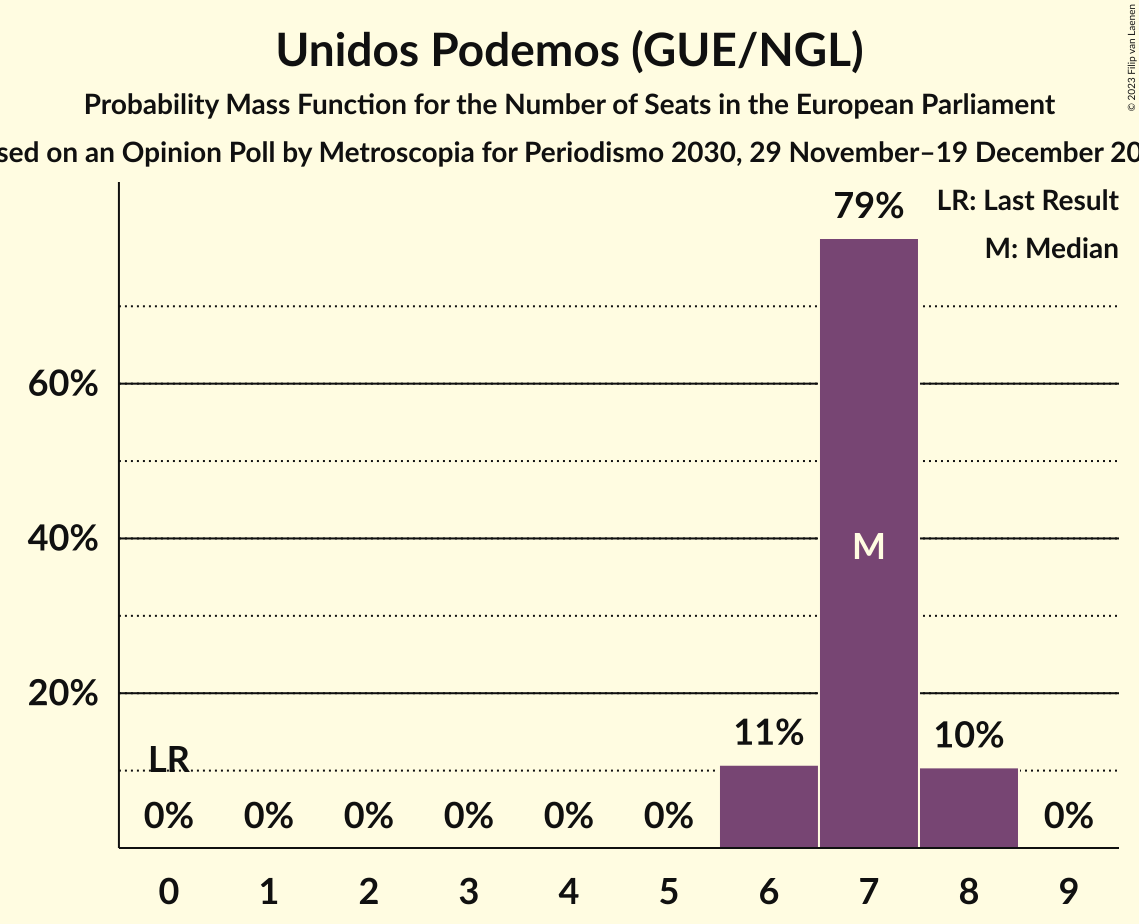 Unidos Podemos (GUE/NGL)
Probability Mass Function for the Number of Seats in the European Parliament
on an Opinion Poll by Metroscopia for Periodismo 2030, 29 November–19 December
© 2023 Filip van Laenen
LR: Last Result
M: Median
79%
60%
40%
20%
M
11%
10%
LR
0% 0% 0% 0% 0% 0% 0%
0 1 2 3 4 5 6 7 8 9